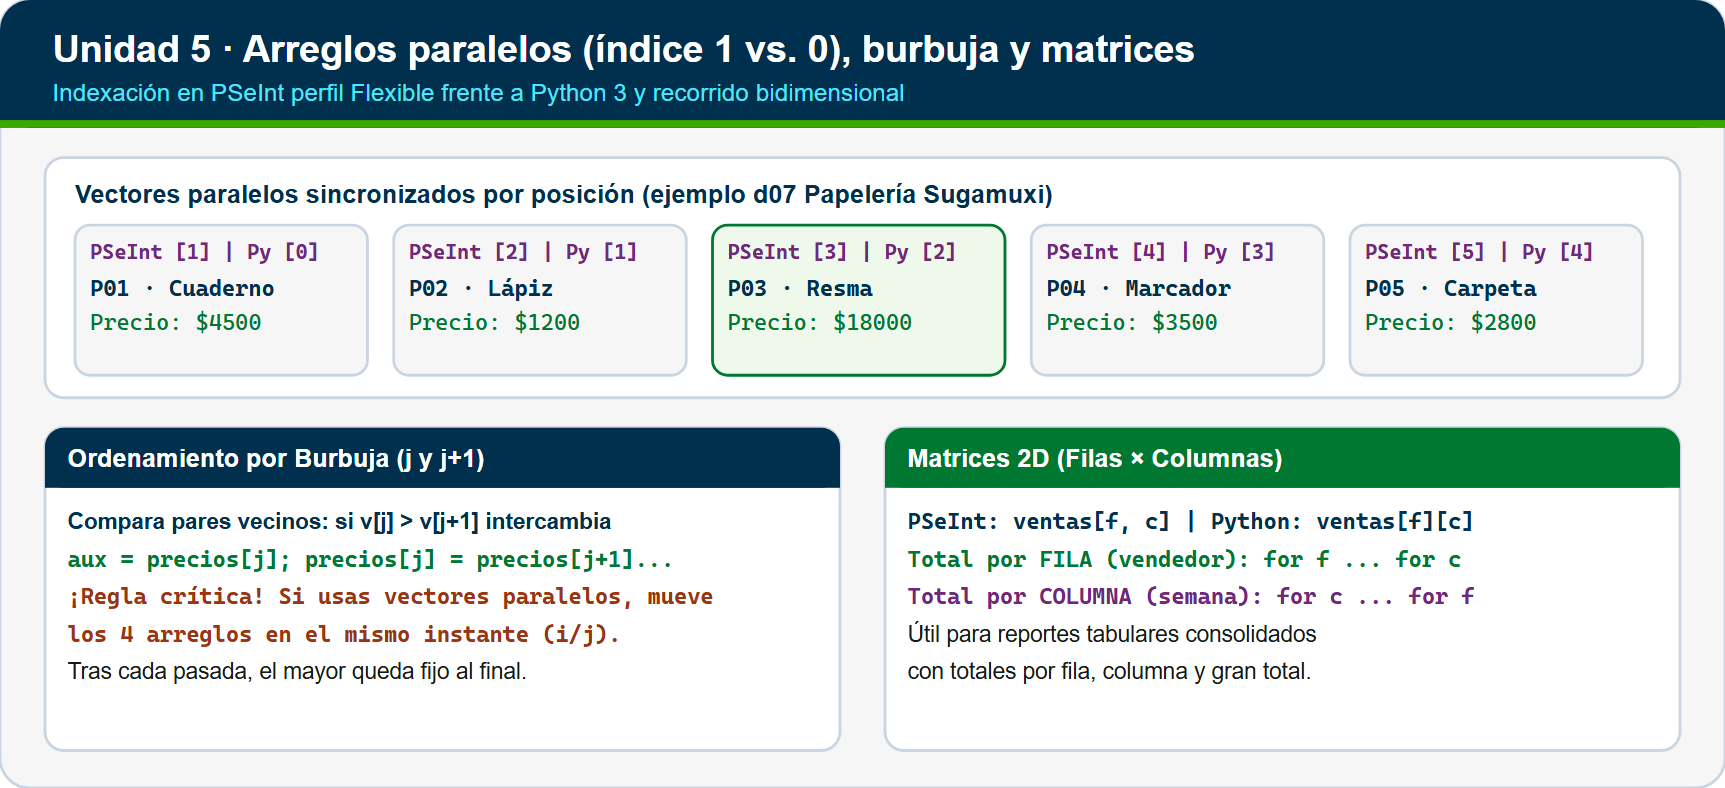 Unidad 5 · Arreglos paralelos (índice 1 vs. 0), burbuja y matrices
Indexación en PSeInt perfil Flexible frente a Python 3 y recorrido bidimensional
Vectores paralelos sincronizados por posición (ejemplo d07 Papelería Sugamuxi)
PSeInt [1] | Py [0]
P01 · Cuaderno
Precio: $4500
PSeInt [2] | Py [1]
P02 · Lápiz
Precio: $1200
PSeInt [3] | Py [2]
P03 · Resma
Precio: $18000
PSeInt [4] | Py [3]
P04 · Marcador
Precio: $3500
PSeInt [5] | Py [4]
P05 · Carpeta
Precio: $2800
Ordenamiento por Burbuja (j y j+1)
Compara pares vecinos: si v[j] > v[j+1] intercambia
aux = precios[j]; precios[j] = precios[j+1]...
¡Regla crítica! Si usas vectores paralelos, mueve
los 4 arreglos en el mismo instante (i/j).
Tras cada pasada, el mayor queda fijo al final.
Matrices 2D (Filas × Columnas)
PSeInt: ventas[f, c] | Python: ventas[f][c]
Total por FILA (vendedor): for f ... for c
Total por COLUMNA (semana): for c ... for f
Útil para reportes tabulares consolidados
con totales por fila, columna y gran total.